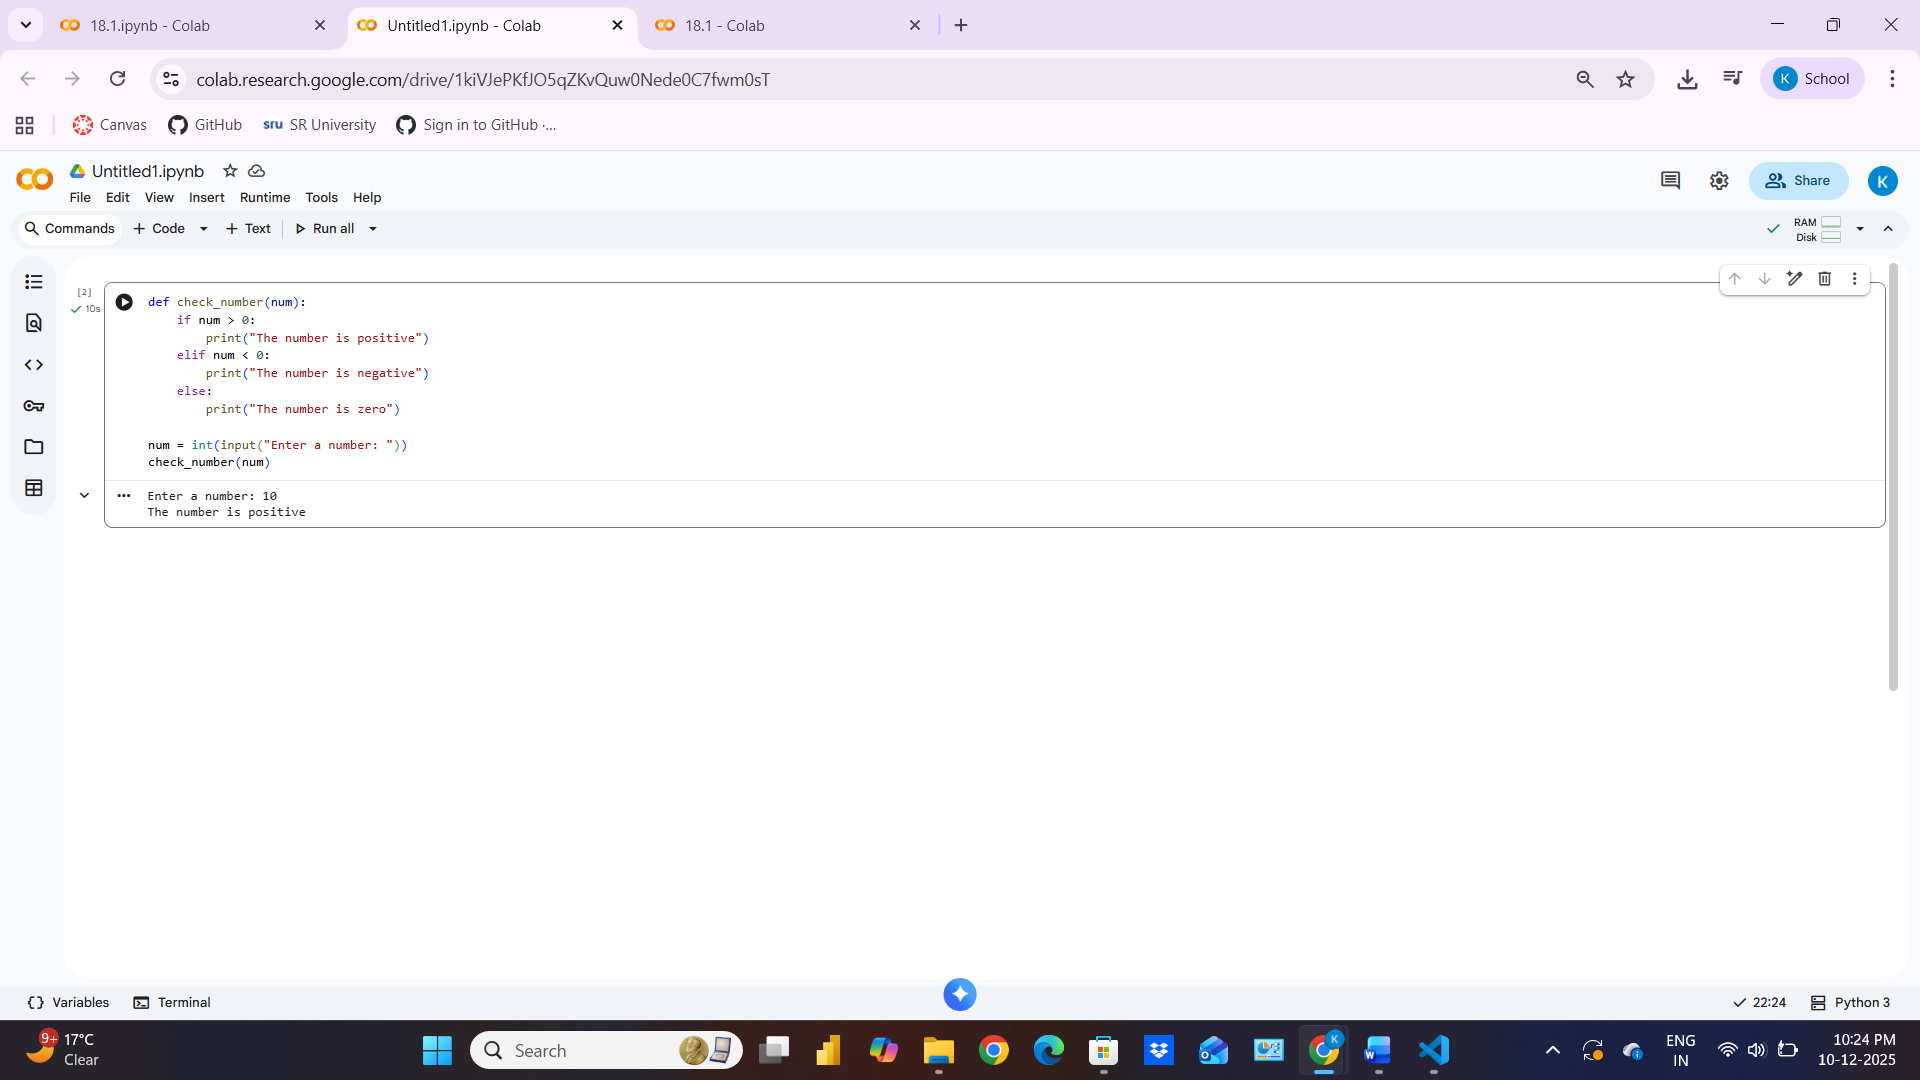 18.1.ipynb - Colab
Untitled1.ipynb - Colab
18.1 - Colab
colab.research.google.com/drive/1kiVJePKfJO5qZKvQuw0Nede0C7fwm0sT
K School
Canvas
GitHub
sru SR University
Sign in to GitHub ·...
Untitled1.ipynb
File Edit View Insert Runtime Tools Help
Share
K
Commands + Code + Text Run all
RAM
Disk
[2]
10s
def check_number(num):
    if num > 0:
        print("The number is positive")
    elif num < 0:
        print("The number is negative")
    else:
        print("The number is zero")
num = int(input("Enter a number: "))
check_number(num)
Enter a number: 10
The number is positive
{} Variables
Terminal
22:24
Python 3
9+
17°C
Clear
Search
K
ENG
IN
10:24 PM
10-12-2025